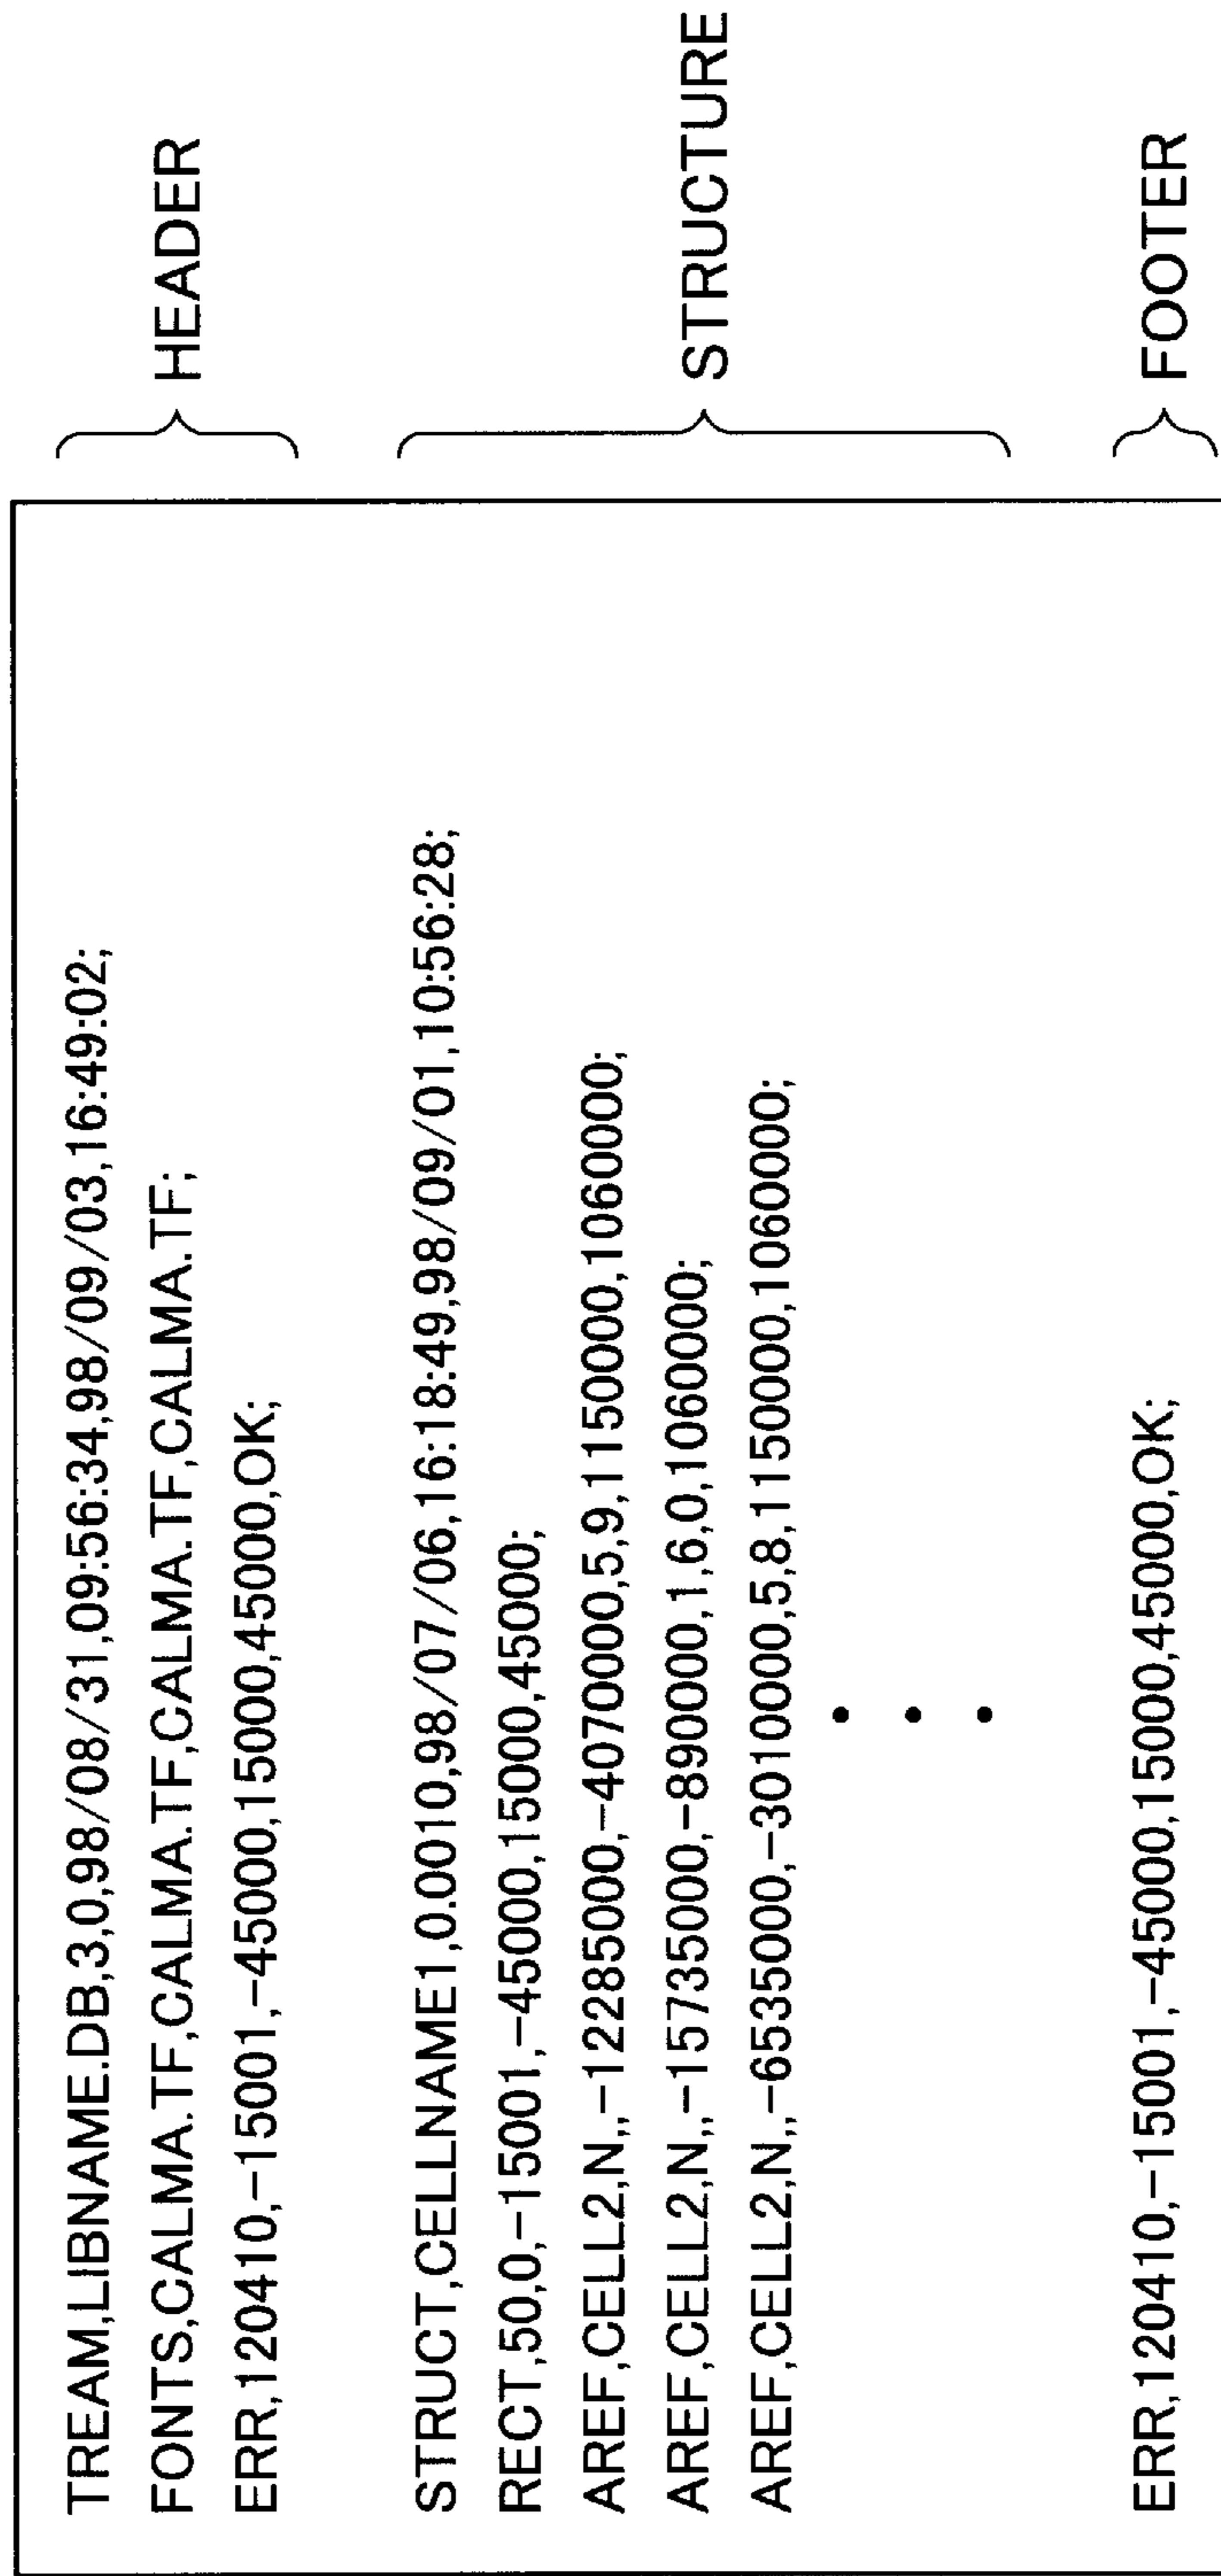 TREAM,LIBNAME.DB,3,0,98/08/31,09:56:34,98/09/03,16:49:02;
FONTS,CALMA.TF,CALMA.TF,CALMA.TF,CALMA.TF;
ERR,120410,-15001,-45000,15000,45000,OK;
HEADER
STRUCT,CELLNAME1,0.0010,98/07/06,16:18:49,98/09/01,10:56:28;
RECT,50,0,-15001,-45000,15000,45000;
AREF,CELL2,N,,-12285000,-4070000,5,9,1150000,1060000;
AREF,CELL2,N,,-15735000,-890000,1,6,0,1060000;
AREF,CELL2,N,,-6535000,-3010000,5,8,1150000,1060000;
STRUCTURE
ERR,120410,-15001,-45000,15000,45000,OK;
FOOTER